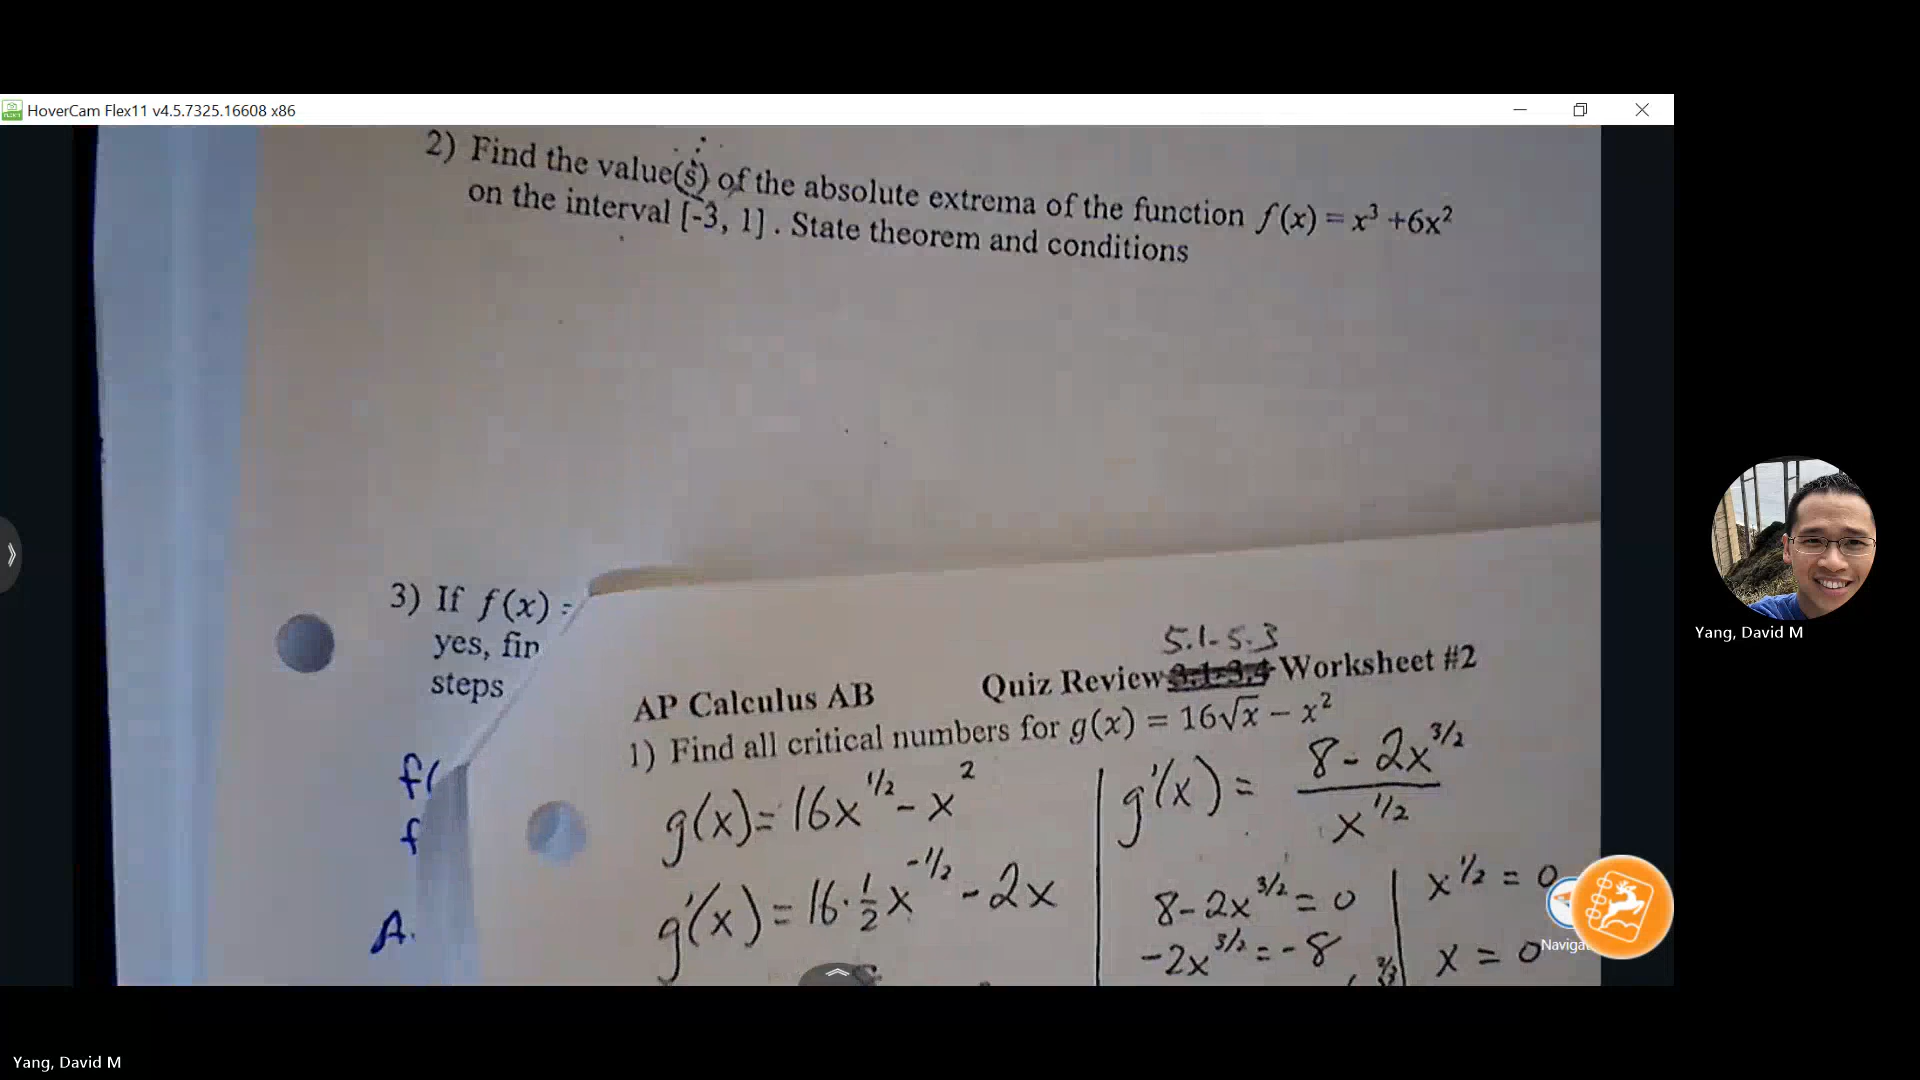 HoverCam Flex11 v4.5.7325.16608 x86
2) Find the value(s) of the absolute extrema of the function f(x) = x³ +6x²
on the interval [-3, 1] . State theorem and conditions
3) If f(x) =
yes, fin
steps
f(
f
A.
5.1-5.3
AP Calculus AB Quiz Review 3.1-3.4 Worksheet #2
1) Find all critical numbers for g(x) = 16√x − x²
g(x)= 16x^1/2 - x^2
g'(x)= 16·1/2 x^-1/2 - 2x
g'(x) = 8-2x^3/2 / x^1/2
8-2x^3/2 = 0
-2x^3/2 = -8
x^1/2 = 0
x = 0
Yang, David M
Yang, David M